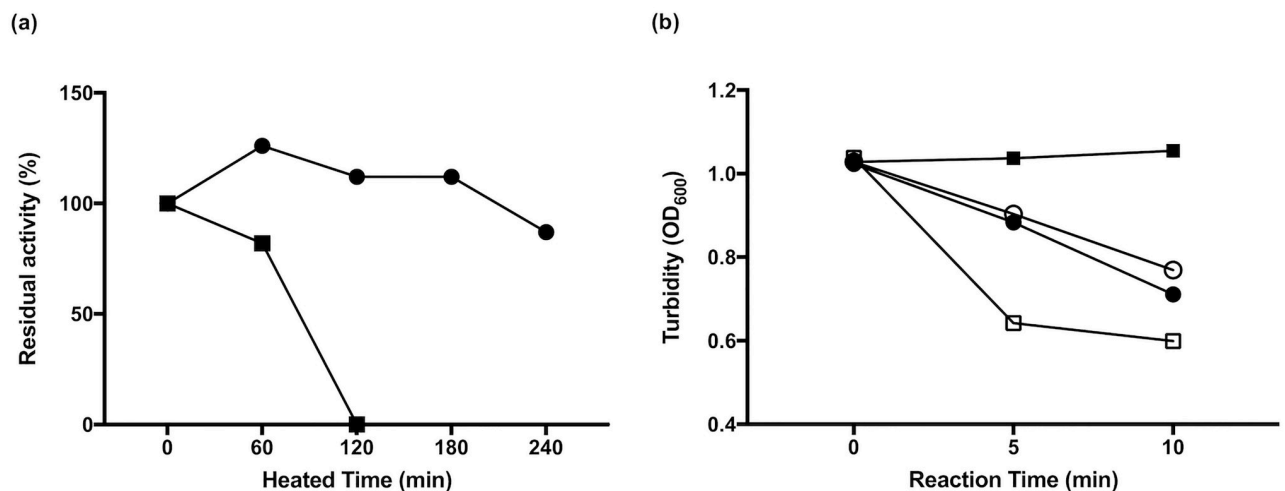 (a)
150
100
50
0
0 60 120 180 240
Residual activity (%)
Heated Time (min)
(b)
1.2
1.0
0.8
0.6
0.4
0 5 10
Turbidity (OD600)
Reaction Time (min)